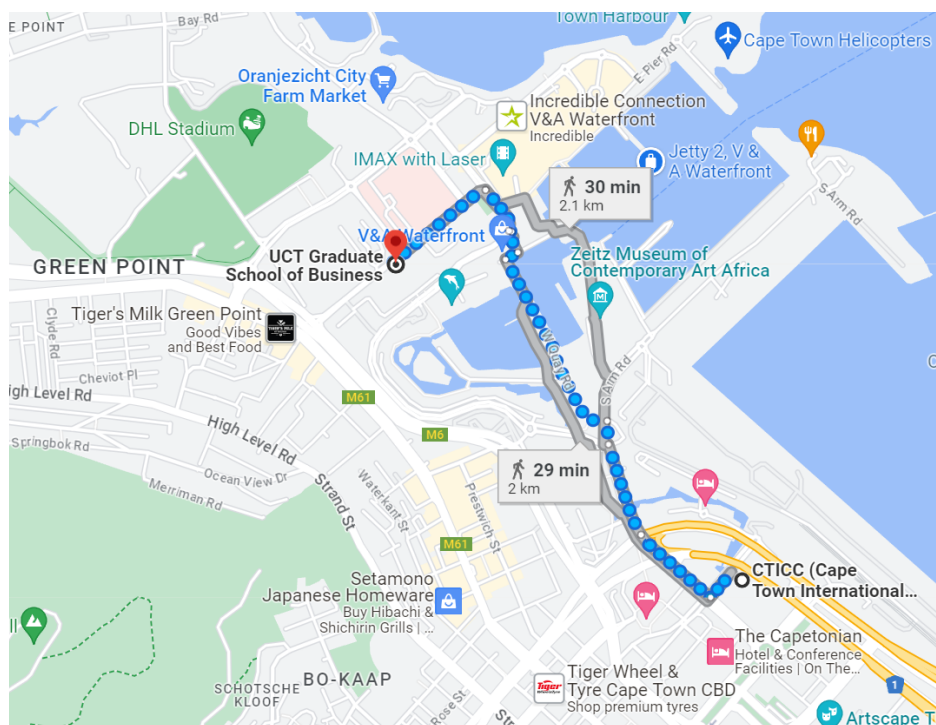 E POINT
Bay Rd
Town Harbour
Cape Town Helicopters
E Pier Rd
Oranjezicht City
Farm Market
Incredible Connection
V&A Waterfront
Incredible
DHL Stadium
IMAX with Laser
Jetty 2, V &
A Waterfront
30 min
2.1 km
S Arm Rd
V&A Waterfront
UCT Graduate
School of Business
GREEN POINT
Zeitz Museum of
Contemporary Art Africa
Tiger's Milk Green Point
Good Vibes
and Best Food
Clyde Rd
Cheviot Pl
W Quay Rd
S Arm Rd
High Level Rd
M61
High Level Rd
M6
Springbok Rd
Ocean View Dr
Merriman Rd
29 min
2 km
Waterkant St
Prestwich St
Strand St
M61
CTICC (Cape
Town International...
Setamono
Japanese Homeware
Buy Hibachi &
Shichirin Grills | ...
The Capetonian
Hotel & Conference
Facilities | On The...
Tiger Wheel &
Tyre Cape Town CBD
Shop premium tyres
BO-KAAP
SCHOTSCHE
KLOOF
Rose St
1
Artscape T